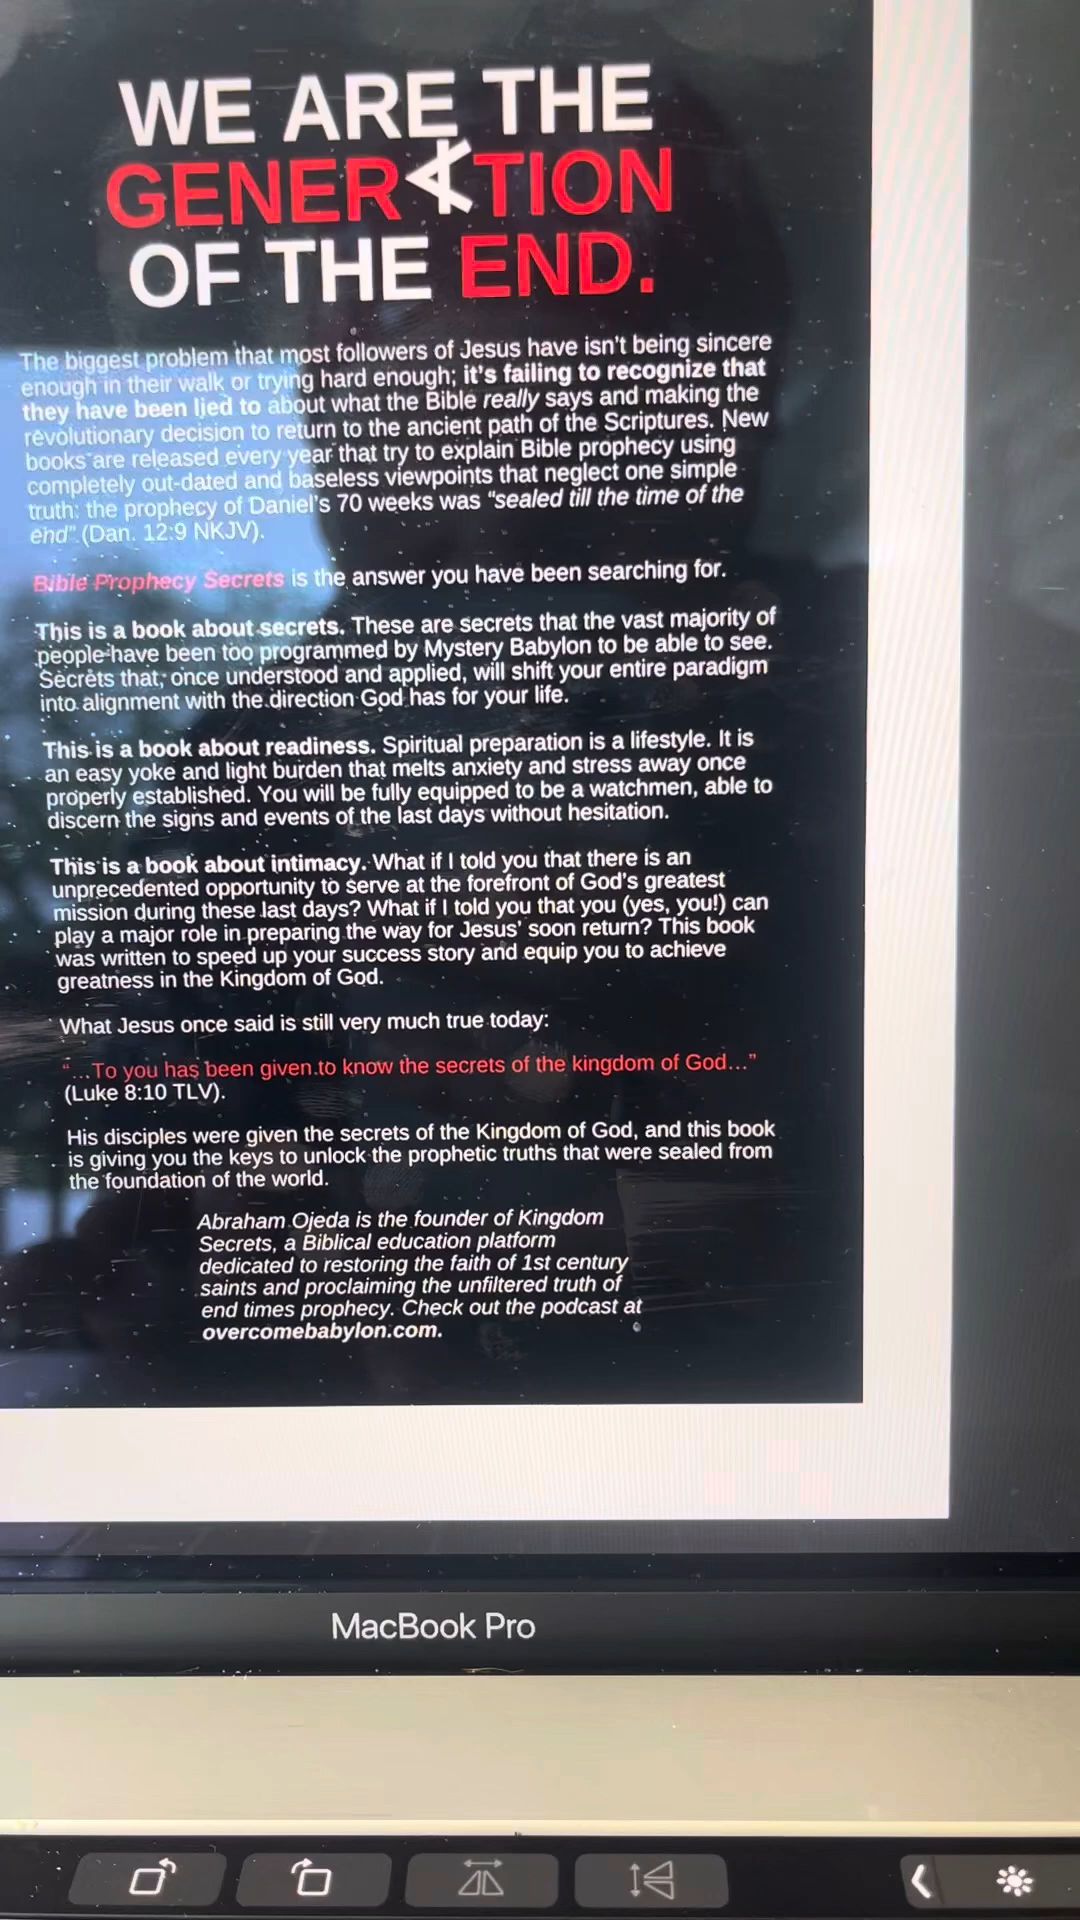 WE ARE THE
GENERATION
OF THE END.
The biggest problem that most followers of Jesus have isn't being sincere
enough in their walk or trying hard enough; it's failing to recognize that
they have been lied to about what the Bible really says and making the
revolutionary decision to return to the ancient path of the Scriptures. New
books are released every year that try to explain Bible prophecy using
completely out-dated and baseless viewpoints that neglect one simple
truth: the prophecy of Daniel's 70 weeks was "sealed till the time of the
end" (Dan. 12:9 NKJV).
Bible Prophecy Secrets is the answer you have been searching for.
This is a book about secrets. These are secrets that the vast majority of
people have been too programmed by Mystery Babylon to be able to see.
Secrets that, once understood and applied, will shift your entire paradigm
into alignment with the direction God has for your life.
This is a book about readiness. Spiritual preparation is a lifestyle. It is
an easy yoke and light burden that melts anxiety and stress away once
properly established. You will be fully equipped to be a watchmen, able to
discern the signs and events of the last days without hesitation.
This is a book about intimacy. What if I told you that there is an
unprecedented opportunity to serve at the forefront of God's greatest
mission during these last days? What if I told you that you (yes, you!) can
play a major role in preparing the way for Jesus' soon return? This book
was written to speed up your success story and equip you to achieve
greatness in the Kingdom of God.
What Jesus once said is still very much true today:
"...To you has been given to know the secrets of the kingdom of God..."
(Luke 8:10 TLV).
His disciples were given the secrets of the Kingdom of God, and this book
is giving you the keys to unlock the prophetic truths that were sealed from
the foundation of the world.
Abraham Ojeda is the founder of Kingdom
Secrets, a Biblical education platform
dedicated to restoring the faith of 1st century
saints and proclaiming the unfiltered truth of
end times prophecy. Check out the podcast at
overcomebabylon.com.
MacBook Pro